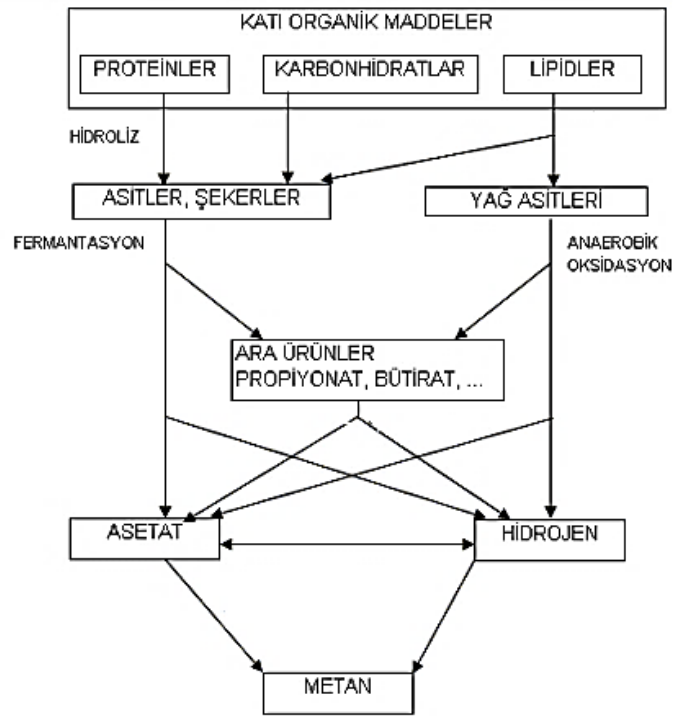 KATI ORGANİK MADDELER
PROTEİNLER
KARBONHİDRATLAR
LİPİDLER
HİDROLİZ
ASİTLER, ŞEKERLER
YAĞ ASİTLERİ
FERMANTASYON
ANAEROBİK
OKSİDASYON
ARA ÜRÜNLER
PROPİYONAT, BÜTİRAT, ...
ASETAT
HİDROJEN
METAN